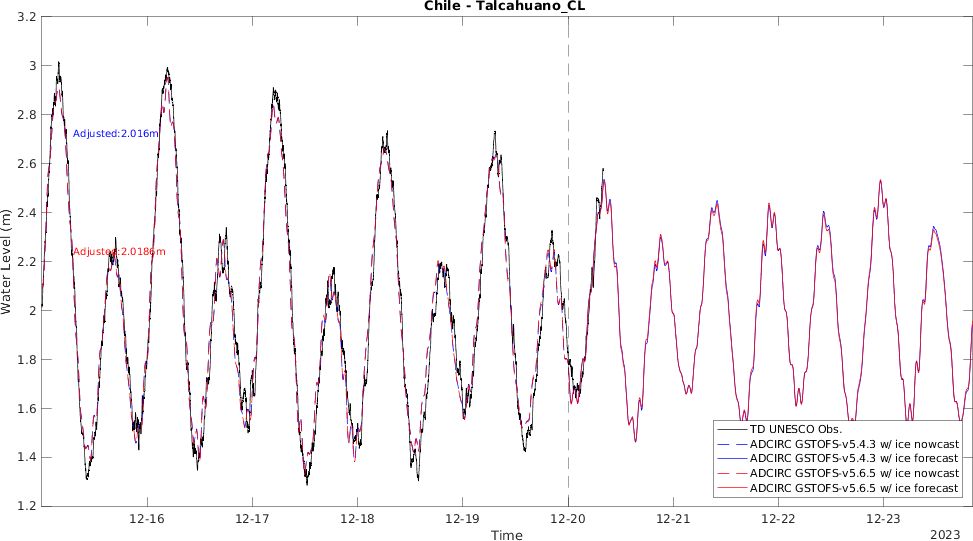 Chile - Talcahuano_CL
3.2
3
2.8
2.6
2.4
2.2
2
1.8
1.6
1.4
1.2
Water Level (m)
Adjusted:2.016m
Adjusted:2.0186m
TD UNESCO Obs.
ADCIRC GSTOFS-v5.4.3 w/ ice nowcast
ADCIRC GSTOFS-v5.4.3 w/ ice forecast
ADCIRC GSTOFS-v5.6.5 w/ ice nowcast
ADCIRC GSTOFS-v5.6.5 w/ ice forecast
12-16 12-17 12-18 12-19 12-20 12-21 12-22 12-23
Time
2023